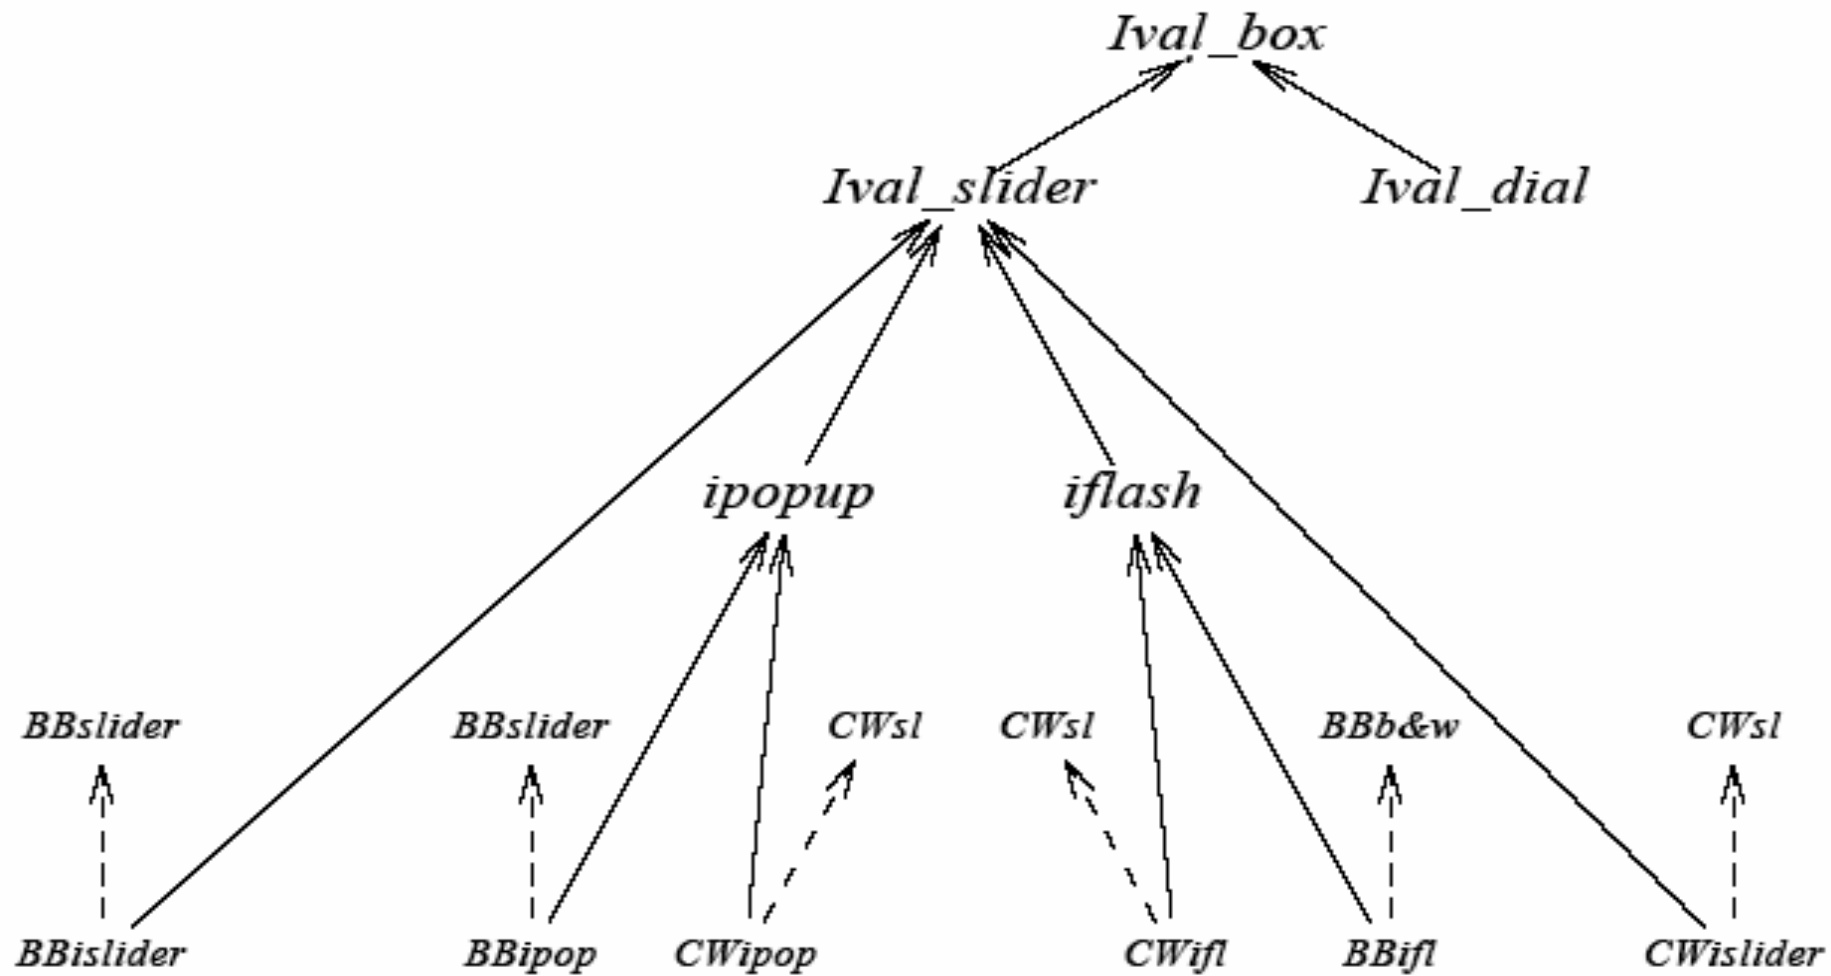 Ival_box
Ival_slider Ival_dial
ipopup iflash
BBslider BBslider CWsl CWsl BBb&w CWsl
BBislider BBipop CWipop CWifl BBifl CWislider